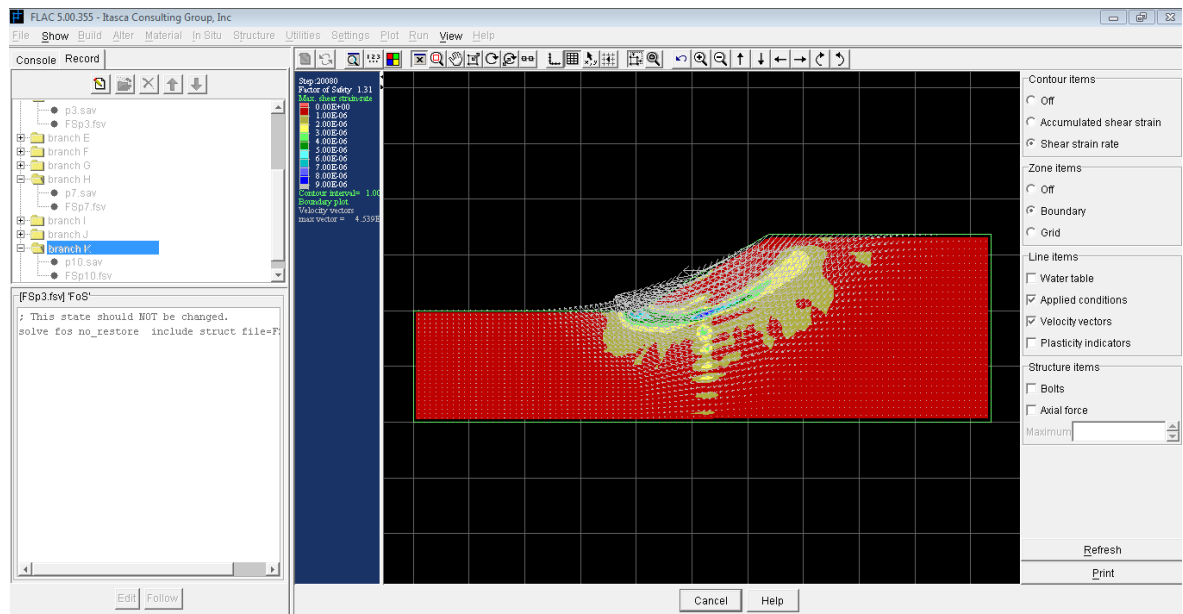 FLAC 5.00.355 - Itasca Consulting Group, Inc
File Show Build Alter Material In Situ Structure Utilities Settings Plot Run View Help
Console Record
p3.sav
FSp3.fsv
branch E
branch F
branch G
branch H
p7.sav
FSp7.fsv
branch I
branch J
branch K
p10.sav
FSp10.fsv
[FSp3.fsv] 'FoS'
; This state should NOT be changed.
solve fos no_restore include struct file=F
Edit Follow
Step:20080
Factor of Safety 1.31
Max. shear strain-rate
0.00E+00
1.00E-06
2.00E-06
3.00E-06
4.00E-06
5.00E-06
6.00E-06
7.00E-06
8.00E-06
9.00E-06
Contour interval= 1.00
Boundary plot
Velocity vectors
max vector = 4.539E
Cancel Help
Contour items
Off
Accumulated shear strain
Shear strain rate
Zone items
Off
Boundary
Grid
Line items
Water table
Applied conditions
Velocity vectors
Plasticity indicators
Structure items
Bolts
Axial force
Maximum
Refresh
Print